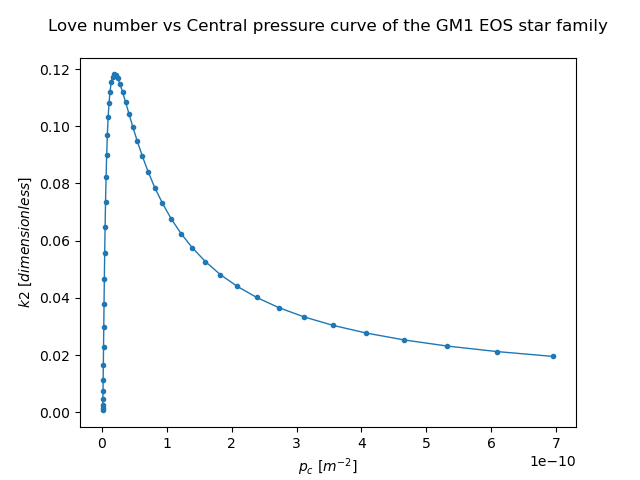 Love number vs Central pressure curve of the GM1 EOS star family
0.12
0.10
0.08
0.06
0.04
0.02
0.00
k2 [dimensionless]
0 1 2 3 4 5 6 7
1e−10
p_c [m^{−2}]